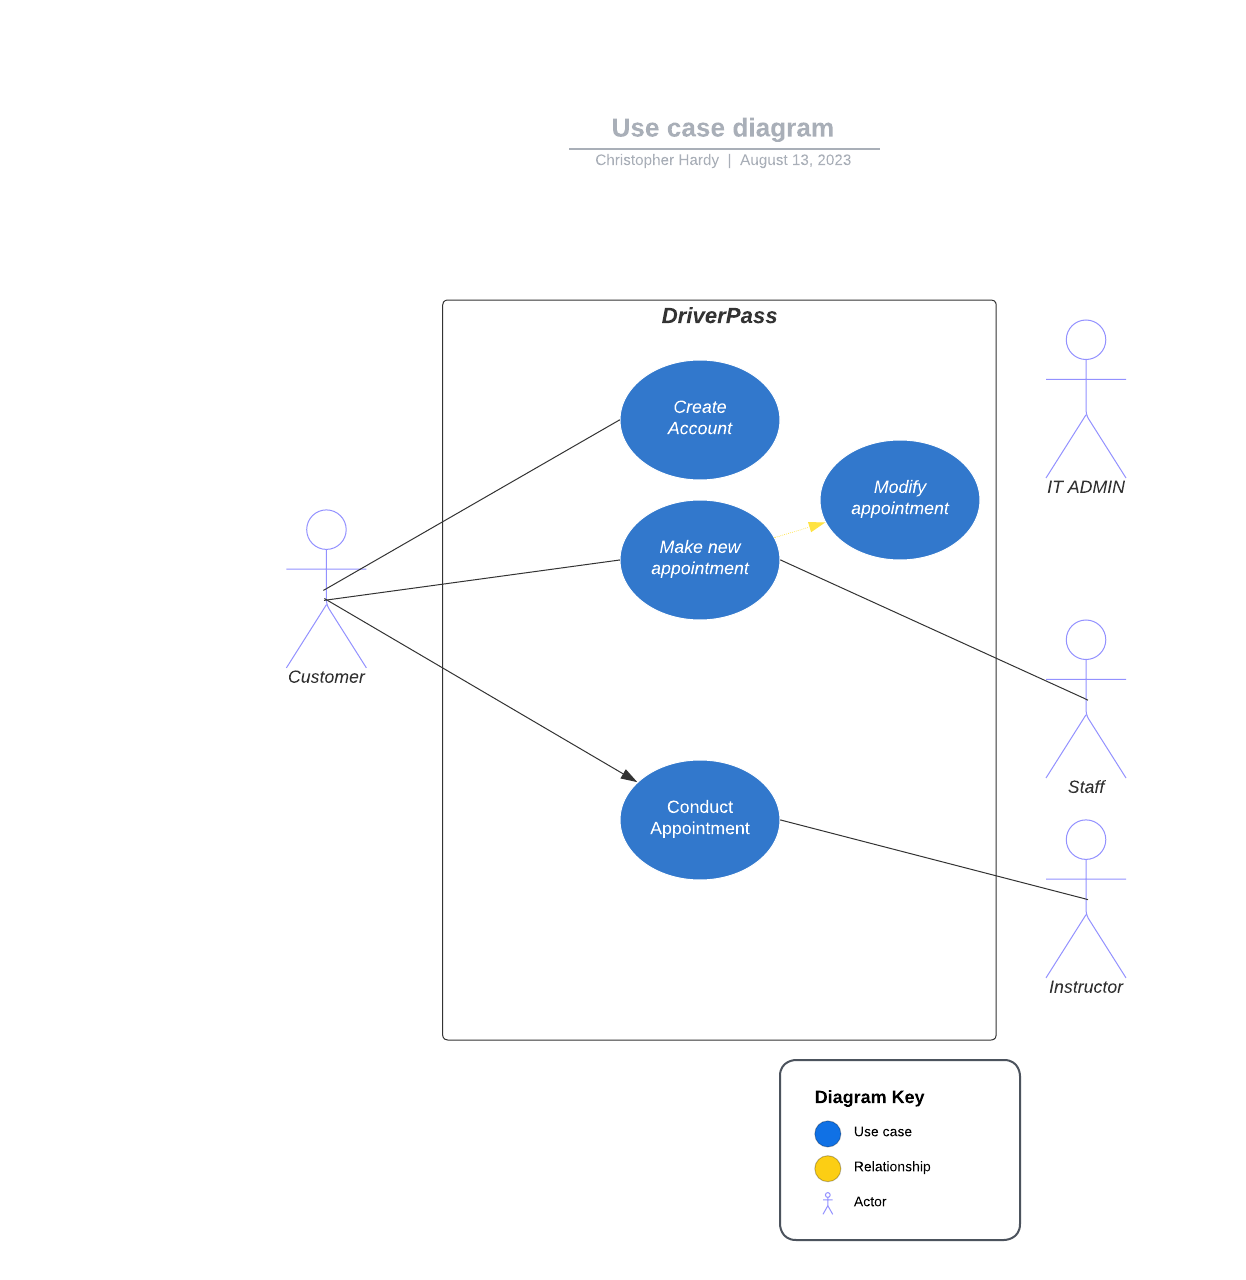 Use case diagram
Christopher Hardy | August 13, 2023
DriverPass
Create
Account
Modify
appointment
IT ADMIN
Make new
appointment
Customer
Staff
Conduct
Appointment
Instructor
Diagram Key
Use case
Relationship
Actor